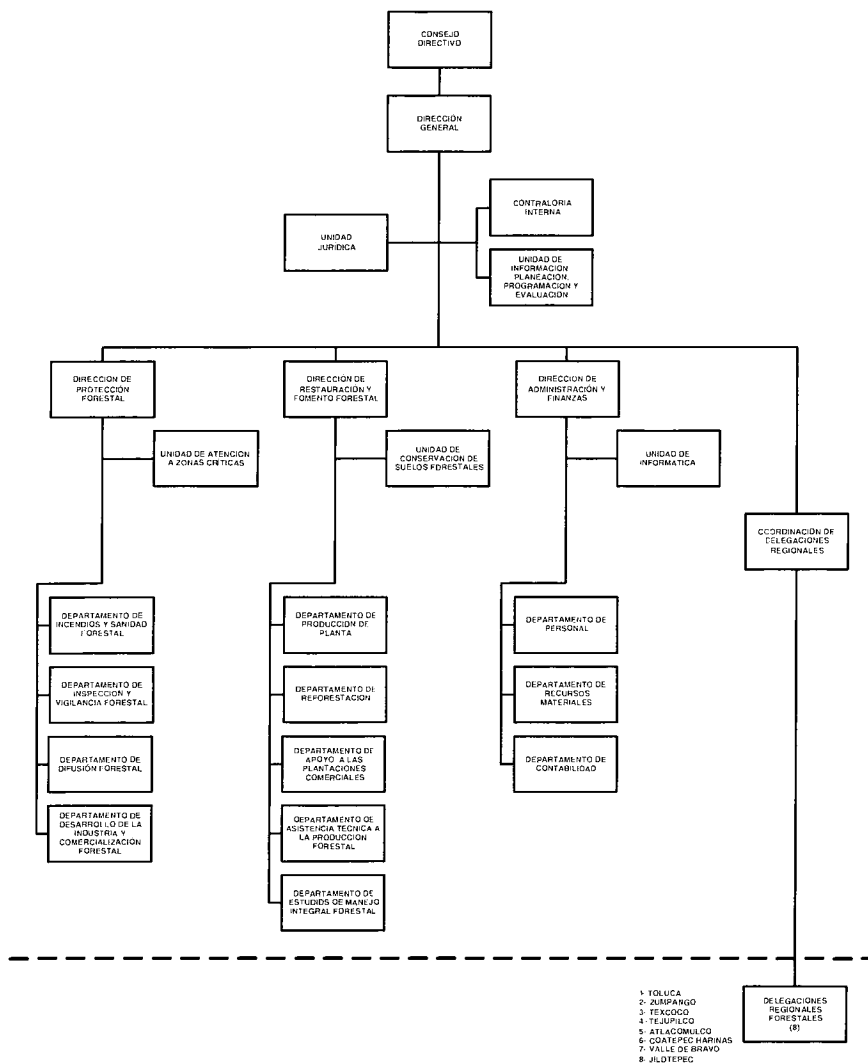 CONSEJO
DIRECTIVO
DIRECCIÓN
GENERAL
UNIDAD
JURIDICA
CONTRALORIA
INTERNA
UNIDAD DE
INFORMACION
PLANEACIÓN,
PROGRAMACION Y
EVALUACIÓN
DIRECCIÓN DE
PROTECCIÓN
FORESTAL
DIRECCIÓN DE
RESTAURACIÓN Y
FOMENTO FORESTAL
DIRECCION DE
ADMINISTRACIÓN Y
FINANZAS
UNIDAD DE ATENCION
A ZONAS CRITICAS
UNIDAD DE
CONSERVACION DE
SUELOS FORESTALES
UNIDAD DE
INFORMATICA
COORDINACIÓN DE
DELEGACIONES
REGIONALES
DEPARTAMENTO DE
INCENDIOS Y SANIDAD
FORESTAL
DEPARTAMENTO DE
INSPECCION Y
VIGILANCIA FORESTAL
DEPARTAMENTO DE
DIFUSIÓN FORESTAL
DEPARTAMENTO DE
DESARROLLO DE LA
INDUSTRIA Y
COMERCIALIZACIÓN
FORESTAL
DEPARTAMENTO DE
PRODUCCION DE
PLANTA
DEPARTAMENTO DE
REFORESTACION
DEPARTAMENTO DE
APOYO A LAS
PLANTACIONES
COMERCIALES
DEPARTAMENTO DE
ASISTENCIA TECNICA A
LA PRODUCCION
FORESTAL
DEPARTAMENTO DE
ESTUDIOS DE MANEJO
INTEGRAL FORESTAL
DEPARTAMENTO DE
PERSONAL
DEPARTAMENTO DE
RECURSOS
MATERIALES
DEPARTAMENTO DE
CONTABILIDAD
1- TOLUCA
2- ZUMPANGO
3- TEXCOCO
4- TEJUPILCO
5- ATLACOMULCO
6- COATEPEC HARINAS
7- VALLE DE BRAVO
8- JILOTEPEC
DELEGACIONES
REGIONALES
FORESTALES
(8)